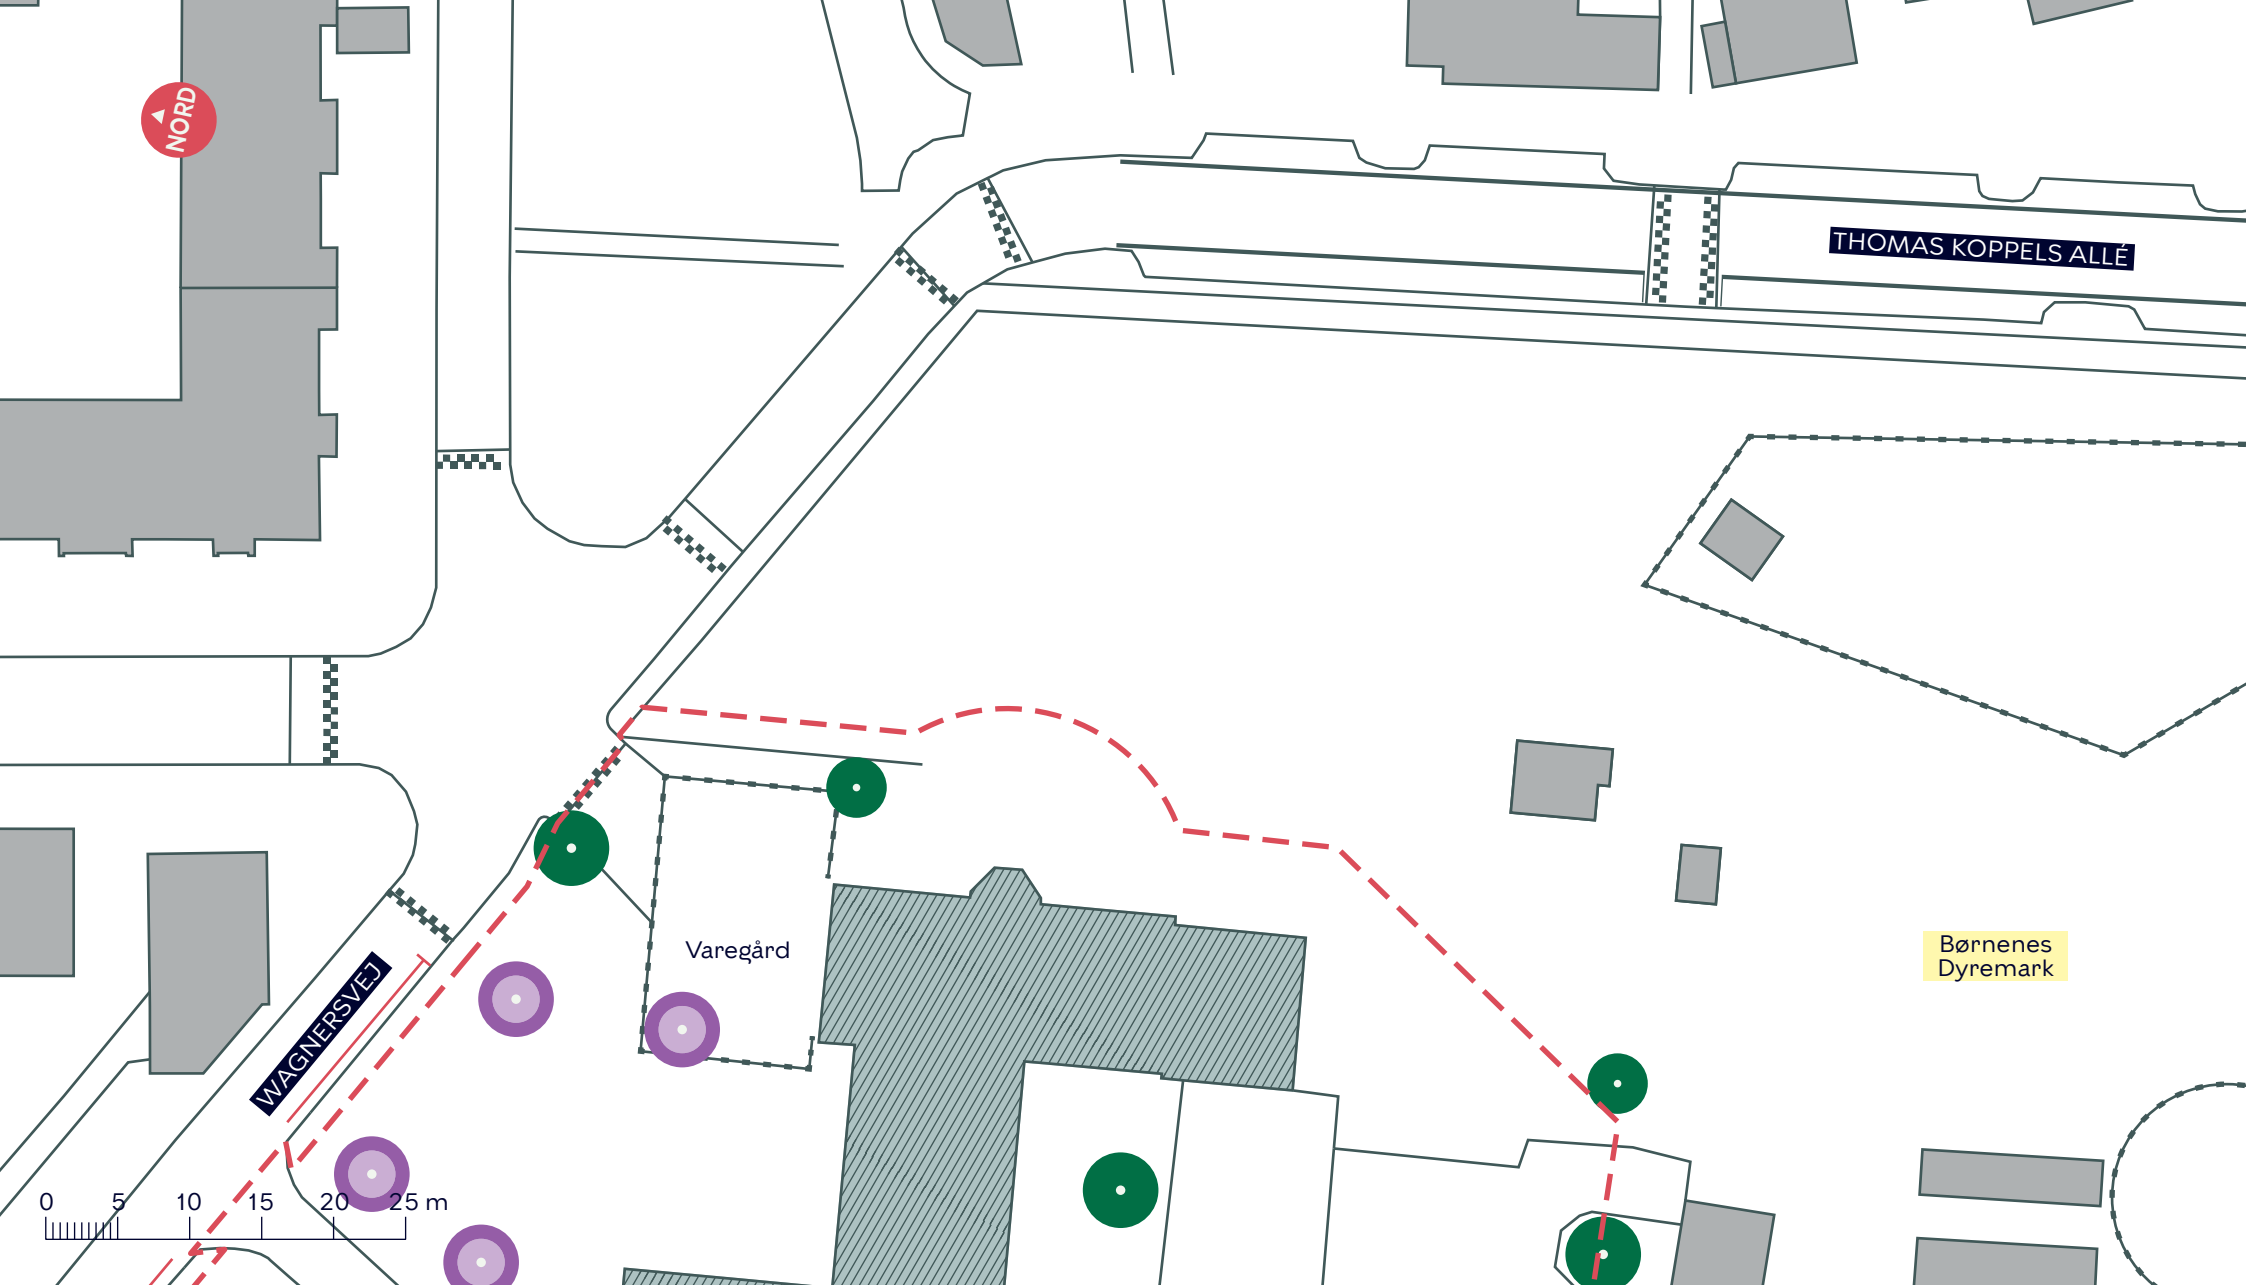 NORD
THOMAS KOPPELS ALLÉ
Varegård
Børnenes
Dyremark
WAGNERSVEJ
0 5 10 15 20 25 m